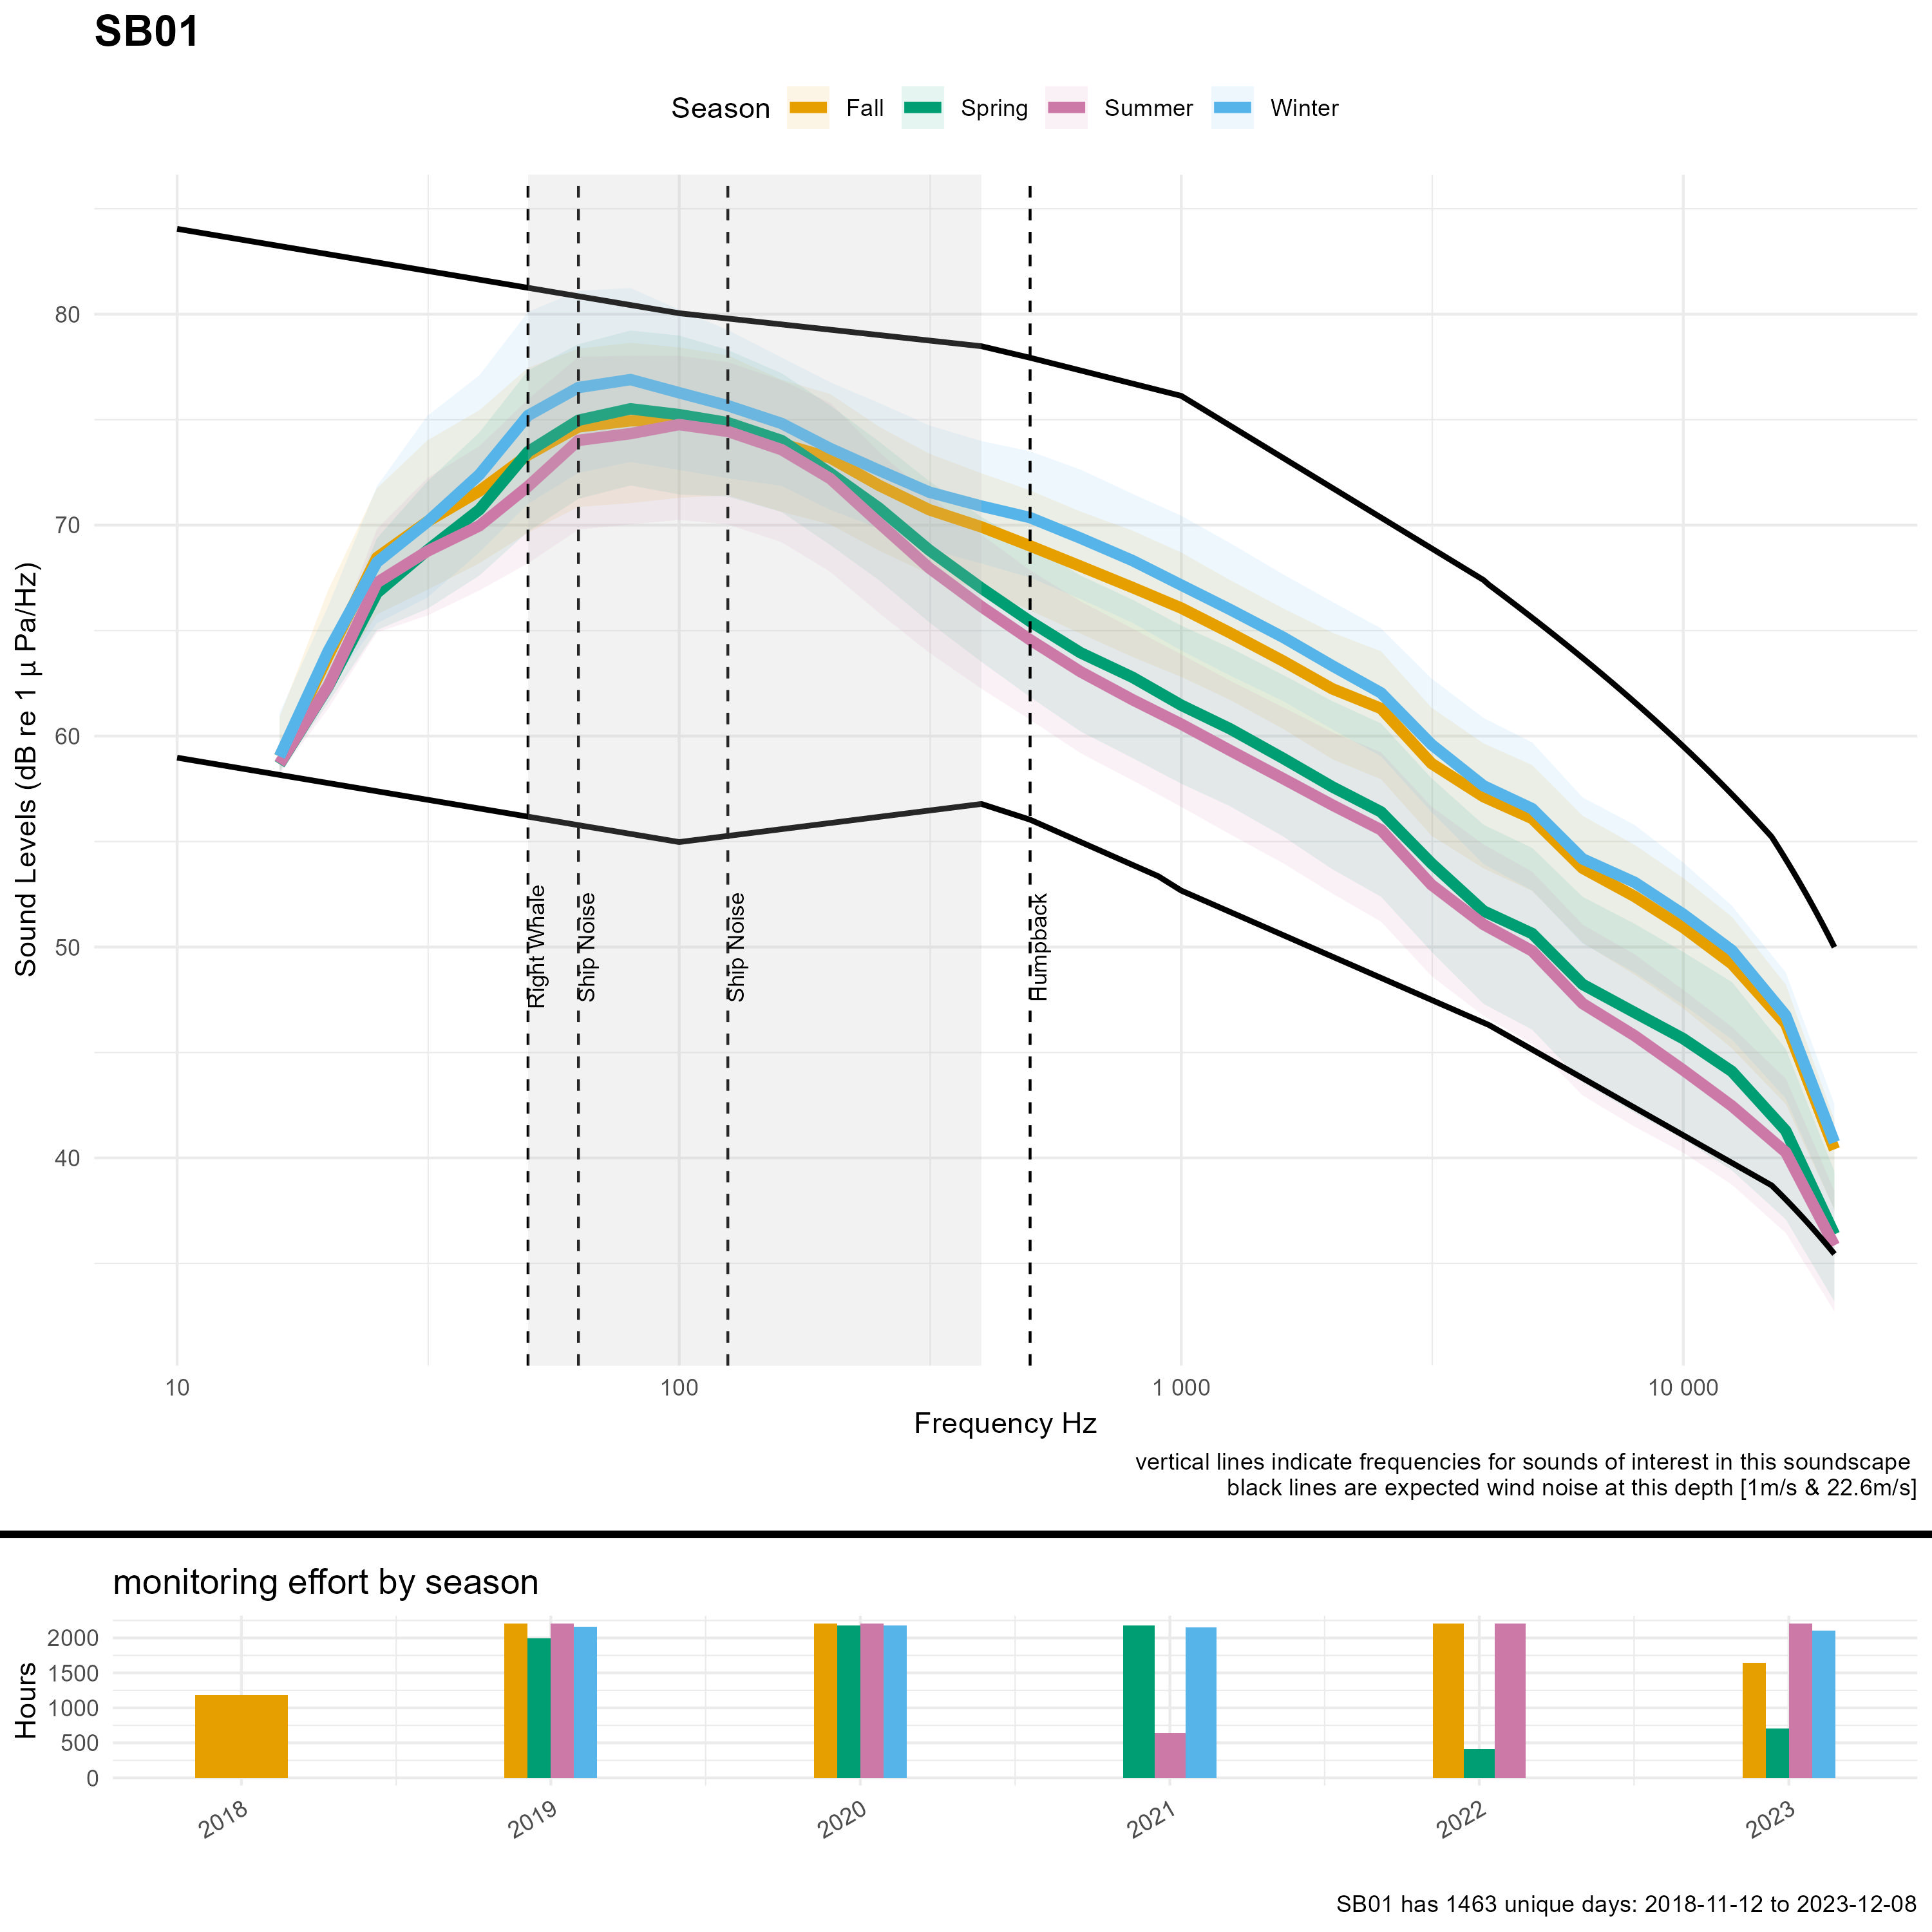 SB01
Season Fall Spring Summer Winter
Sound Levels (dB re 1 µ Pa/Hz)
80
70
60
50
40
Right Whale
Ship Noise
Ship Noise
Humpback
10 100 1 000 10 000
Frequency Hz
vertical lines indicate frequencies for sounds of interest in this soundscape
black lines are expected wind noise at this depth [1m/s & 22.6m/s]
monitoring effort by season
Hours
2000
1500
1000
500
0
2018 2019 2020 2021 2022 2023
SB01 has 1463 unique days: 2018-11-12 to 2023-12-08